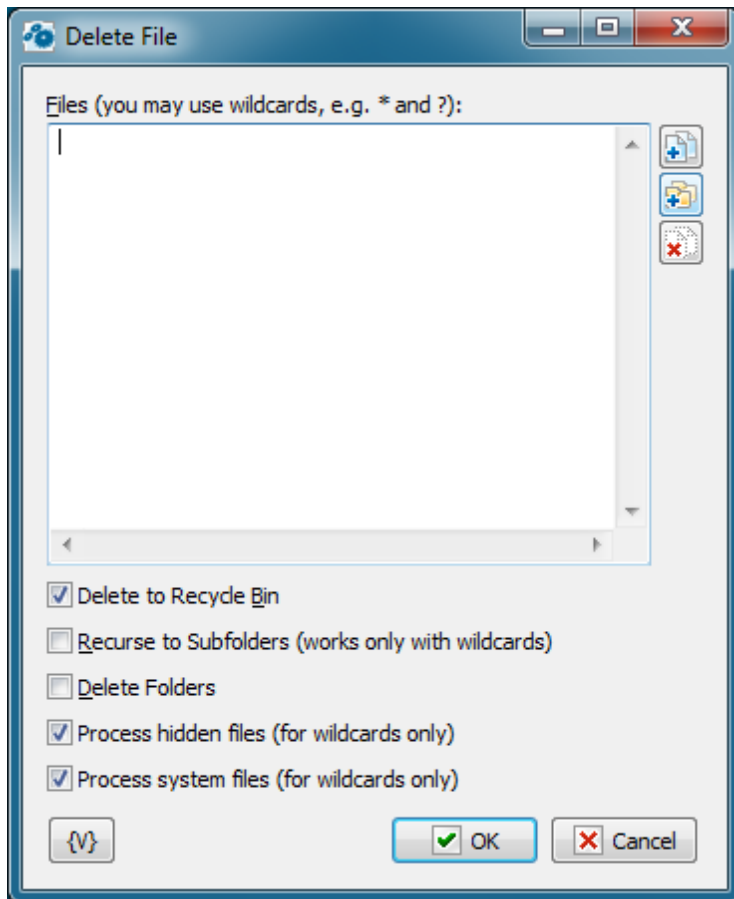 Delete File
Files (you may use wildcards, e.g. * and ?):
Delete to Recycle Bin
Recurse to Subfolders (works only with wildcards)
Delete Folders
Process hidden files (for wildcards only)
Process system files (for wildcards only)
{V} OK Cancel